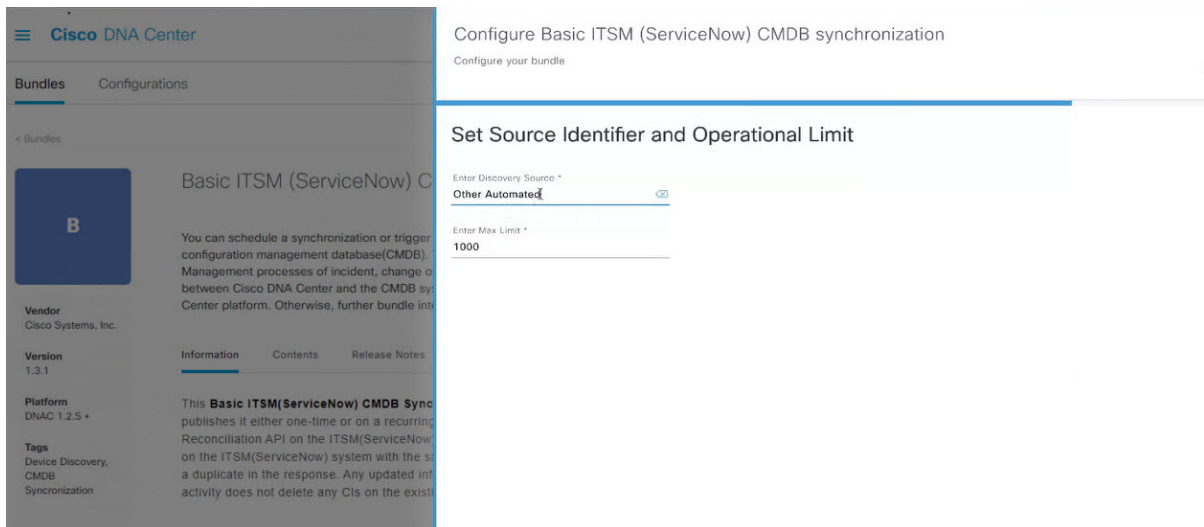 Cisco DNA Center
Bundles Configurations
< Bundles
B
Vendor
Cisco Systems, Inc.
Version
1.3.1
Platform
DNAC 1.2.5 +
Tags
Device Discovery,
CMDB
Syncronization
Basic ITSM (ServiceNow) C
You can schedule a synchronization or trigger
configuration management database(CMDB).
Management processes of incident, change o
between Cisco DNA Center and the CMDB sy
Center platform. Otherwise, further bundle int
Information Contents Release Notes
This Basic ITSM(ServiceNow) CMDB Sync
publishes it either one-time or on a recurring
Reconciliation API on the ITSM(ServiceNow
on the ITSM(ServiceNow) system with the sa
a duplicate in the response. Any updated inf
activity does not delete any CIs on the existi
Configure Basic ITSM (ServiceNow) CMDB synchronization
Configure your bundle
Set Source Identifier and Operational Limit
Enter Discovery Source *
Other Automated
Enter Max Limit *
1000